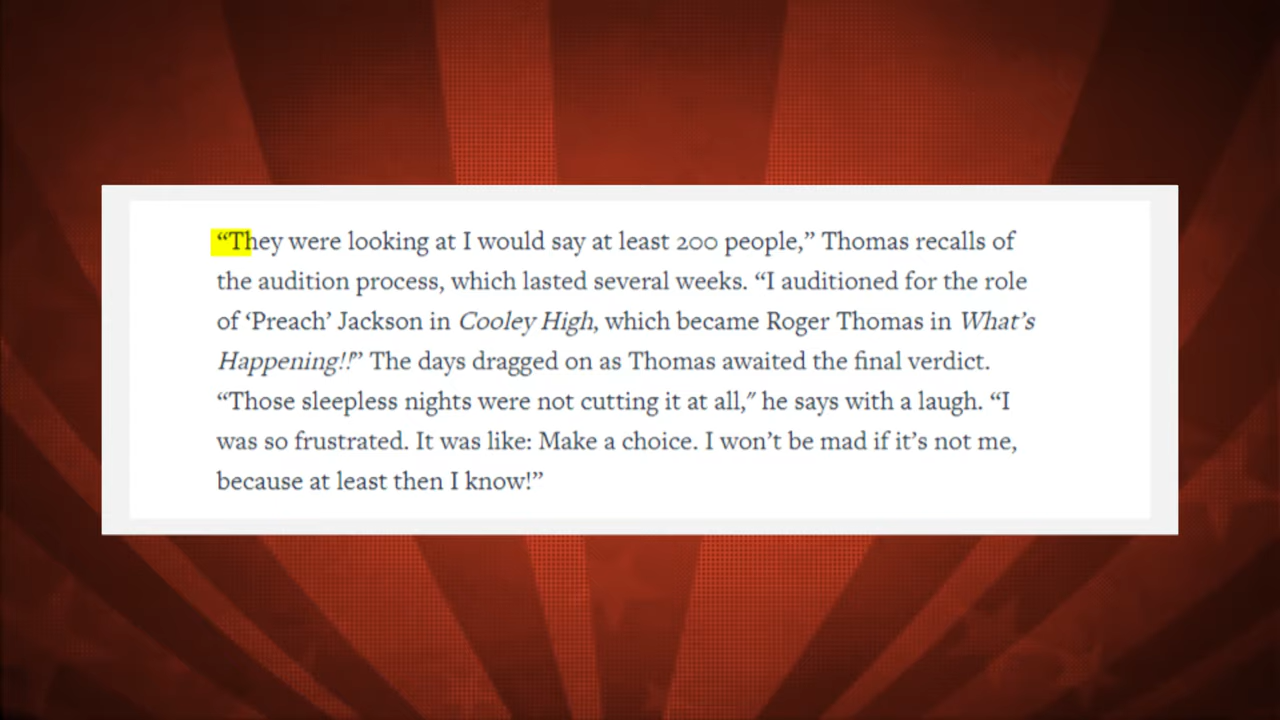 “They were looking at I would say at least 200 people,” Thomas recalls of
the audition process, which lasted several weeks. “I auditioned for the role
of ‘Preach’ Jackson in Cooley High, which became Roger Thomas in What’s
Happening!!” The days dragged on as Thomas awaited the final verdict.
“Those sleepless nights were not cutting it at all,″ he says with a laugh. “I
was so frustrated. It was like: Make a choice. I won’t be mad if it’s not me,
because at least then I know!”